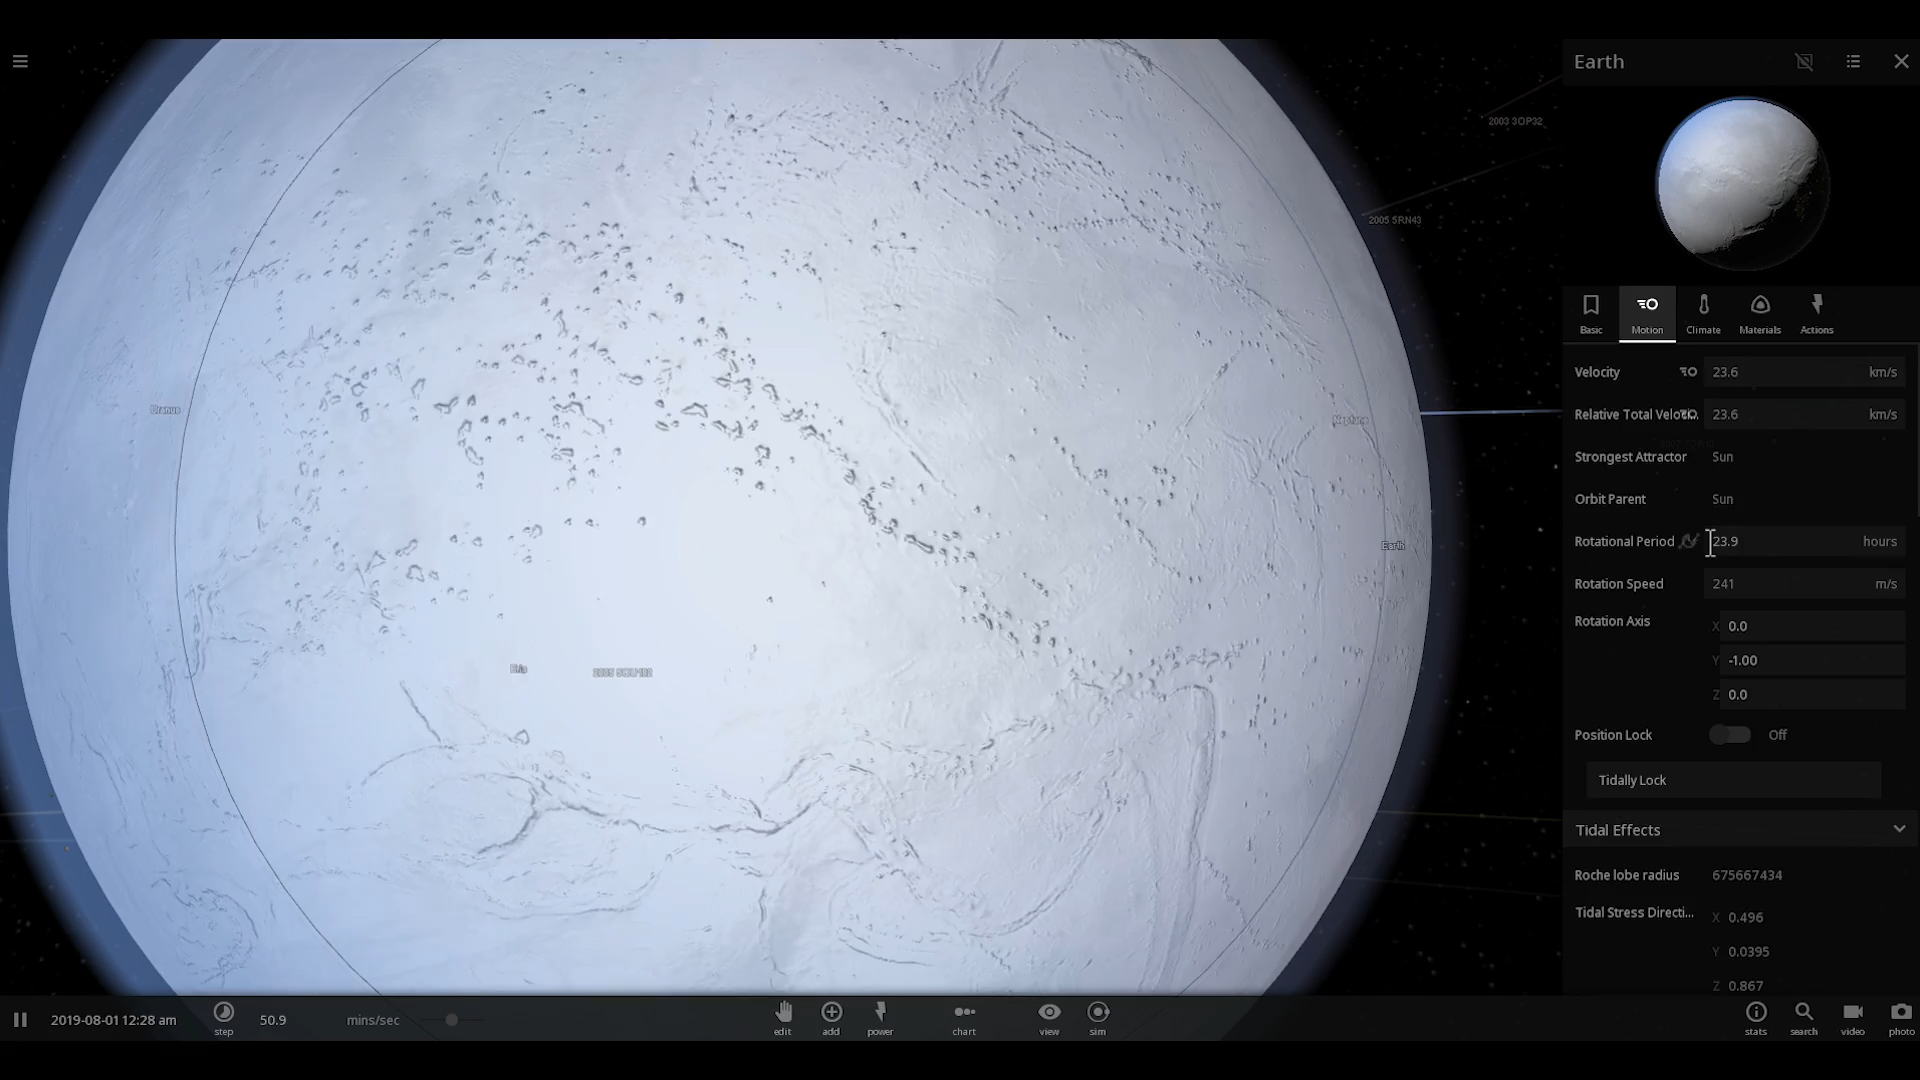 Earth
2003 3OP32
2005 5RN43
Basic
Motion
Climate
Materials
Actions
Velocity 23.6 km/s
Relative Total Veloci... 23.6 km/s
Uranus
Neptune
Strongest Attractor Sun
Orbit Parent Sun
Rotational Period 23.9 hours
Earth
Rotation Speed 241 m/s
Rotation Axis
X 0.0
Y -1.00
Z 0.0
Eris
Position Lock Off
Tidally Lock
Tidal Effects
Roche lobe radius 675667434
Tidal Stress Directi... X 0.496
Y 0.0395
Z 0.867
2019-08-01 12:28 am
step
50.9 mins/sec
edit
add
power
chart
view
sim
stats
search
video
photo